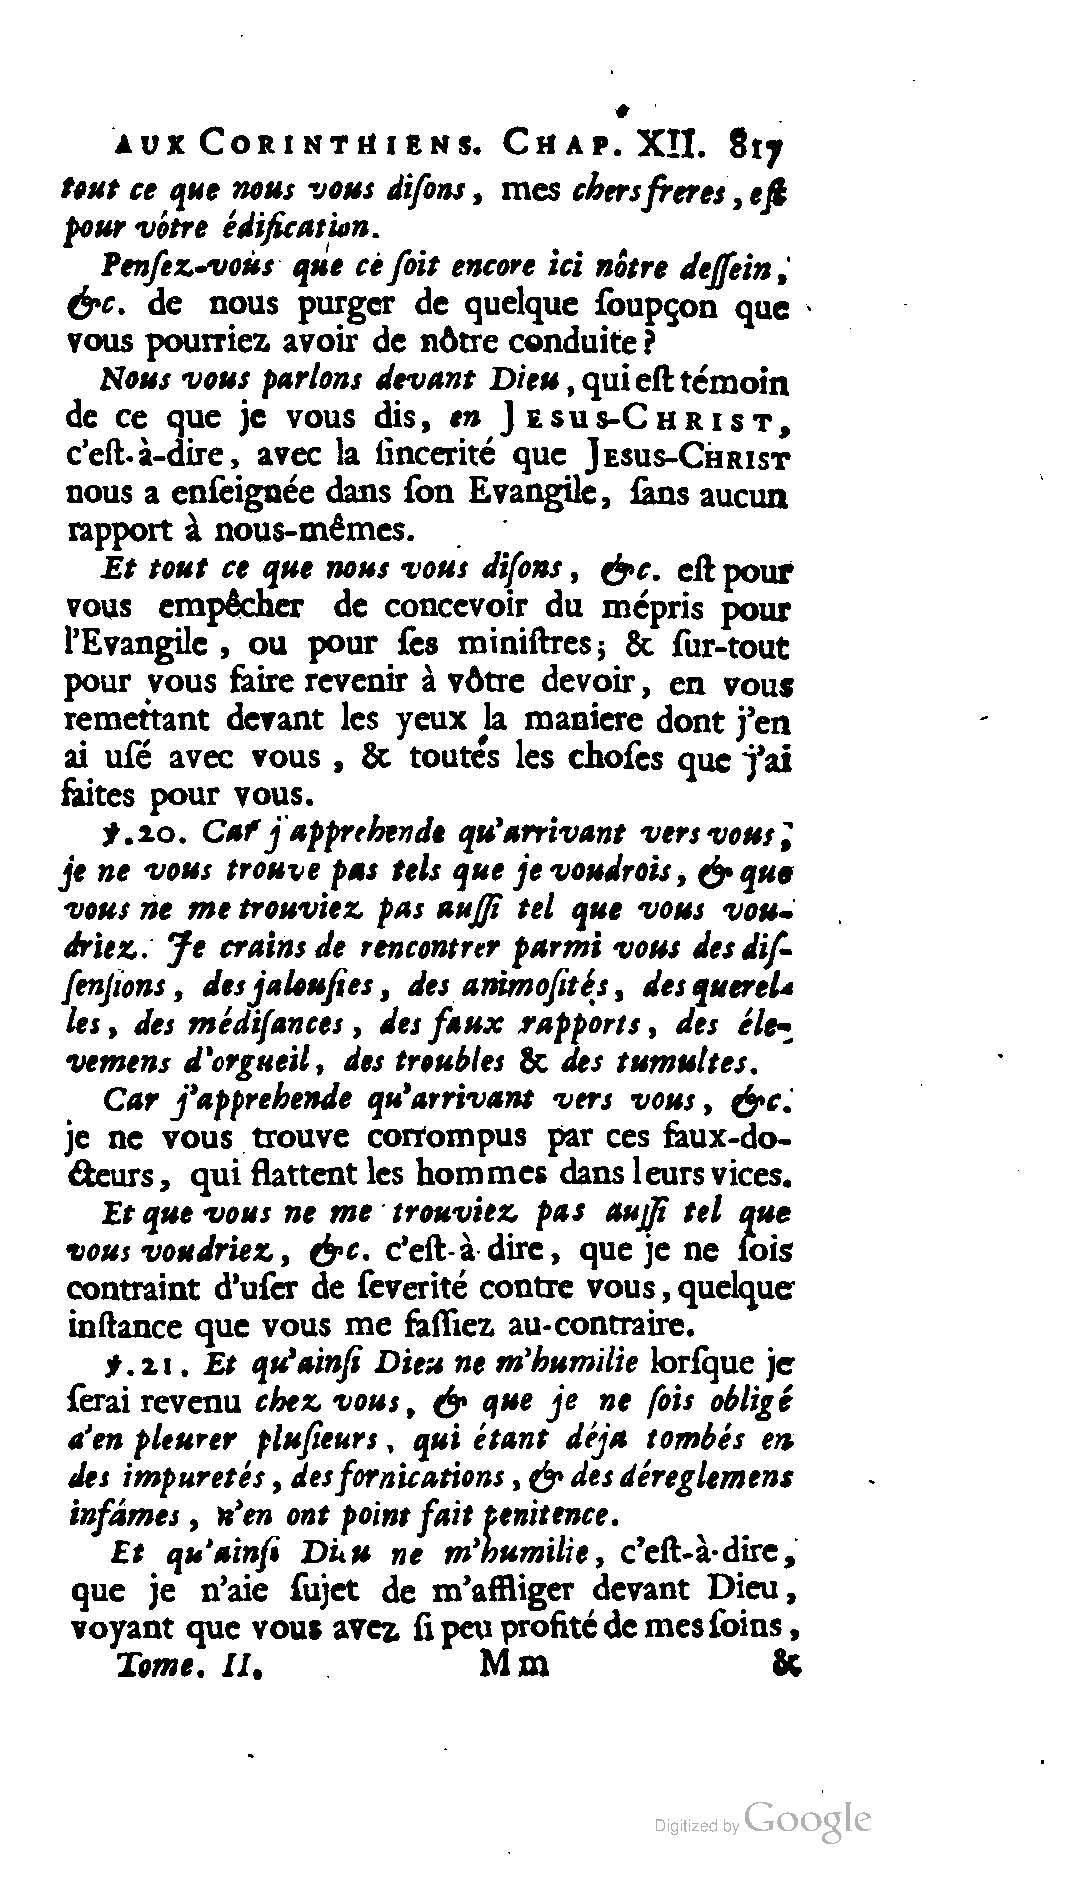 AUX CORINTHIENS. CHAP. XII. 817
tout ce que nous vous diſons, mes chers freres, eſt
pour vôtre édification.
Penſez-vous que ce ſoit encore ici nôtre deſſein,
&c. de nous purger de quelque ſoupçon que
vous pourriez avoir de nôtre conduite?
Nous vous parlons devant Dieu, qui eſt témoin
de ce que je vous dis, en JESUS-CHRIST,
c'eſt-à-dire, avec la ſincerité que JESUS-CHRIST
nous a enſeignée dans ſon Evangile, ſans aucun
rapport à nous-mêmes.
Et tout ce que nous vous diſons, &c. eſt pour
vous empêcher de concevoir du mépris pour
l'Evangile, ou pour ſes miniſtres; & ſur-tout
pour vous faire revenir à vôtre devoir, en vous
remettant devant les yeux la maniere dont j'en
ai uſé avec vous, & toutes les choſes que j'ai
faites pour vous.
℣.20. Car j'apprehende qu'arrivant vers vous,
je ne vous trouve pas tels que je voudrois, & que
vous ne me trouviez pas auſſi tel que vous vou-
driez. Je crains de rencontrer parmi vous des diſ-
ſenſions, des jalouſies, des animoſités, des querel-
les, des médiſances, des faux rapports, des éle-
vemens d'orgueil, des troubles & des tumultes.
Car j'apprehende qu'arrivant vers vous, &c.
je ne vous trouve corrompus par ces faux-do-
cteurs, qui flattent les hommes dans leurs vices.
Et que vous ne me trouviez pas auſſi tel que
vous voudriez, &c. c'eſt-à-dire, que je ne ſois
contraint d'uſer de ſeverité contre vous, quelque
inſtance que vous me faſſiez au-contraire.
℣.21. Et qu'ainſi Dieu ne m'humilie lorſque je
ſerai revenu chez vous, & que je ne ſois obligé
d'en pleurer pluſieurs, qui étant déja tombés en
des impuretés, des fornications, & des déreglemens
infâmes, n'en ont point fait penitence.
Et qu'ainſi Dieu ne m'humilie, c'eſt-à-dire,
que je n'aie ſujet de m'affliger devant Dieu,
voyant que vous avez ſi peu profité de mes ſoins,
Tome. II. Mm &
Digitized by Google